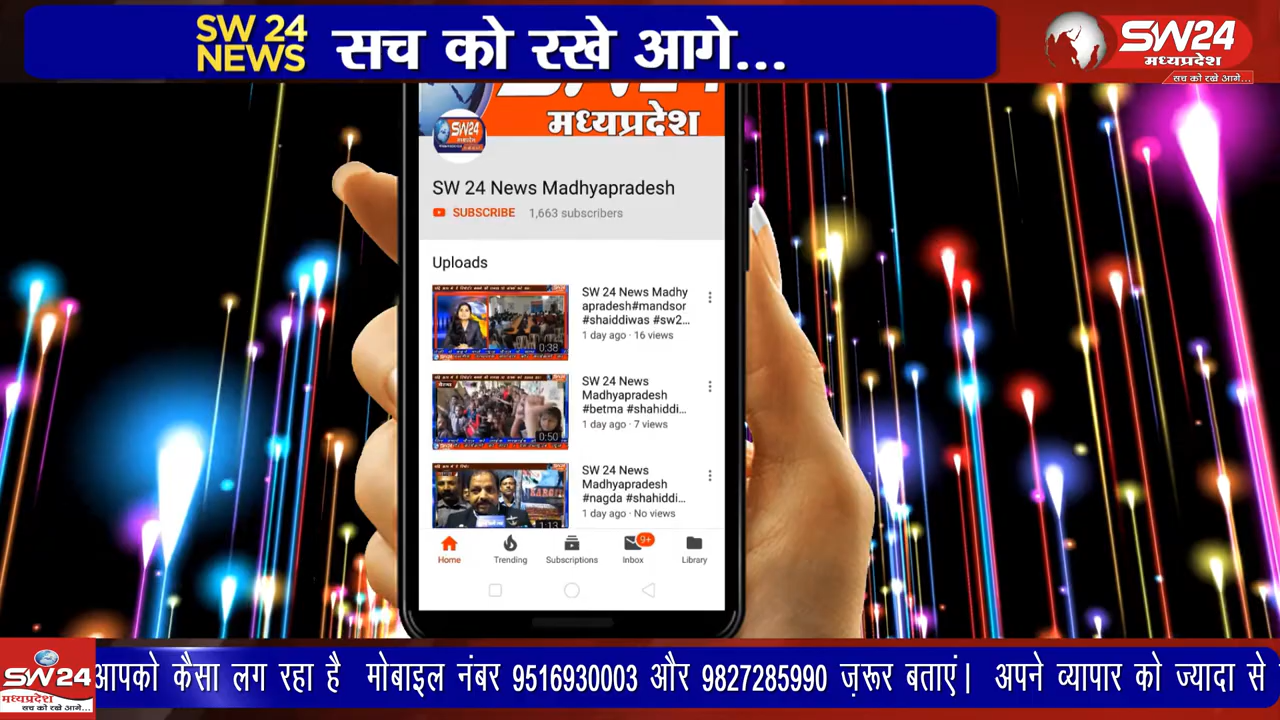 SW 24
NEWS
सच को रखे आगे...
SW24
मध्यप्रदेश
सच को रखे आगे...
मध्यप्रदेश
SW24
SW 24 News Madhyapradesh
SUBSCRIBE 1,663 subscribers
Uploads
SW 24 News Madhy
apradesh#mandsor
#shaiddiwas #sw2...
1 day ago · 16 views
0:38
SW 24 News
Madhyapradesh
#betma #shahiddi...
1 day ago · 7 views
0:50
SW 24 News
Madhyapradesh
#nagda #shahiddi...
1 day ago · No views
1:13
9+
Home Trending Subscriptions Inbox Library
SW24
मध्यप्रदेश
सच को रखे आगे...
आपको कैसा लग रहा है मोबाइल नंबर 9516930003 और 9827285990 ज़रूर बताएं। अपने व्यापार को ज्यादा से